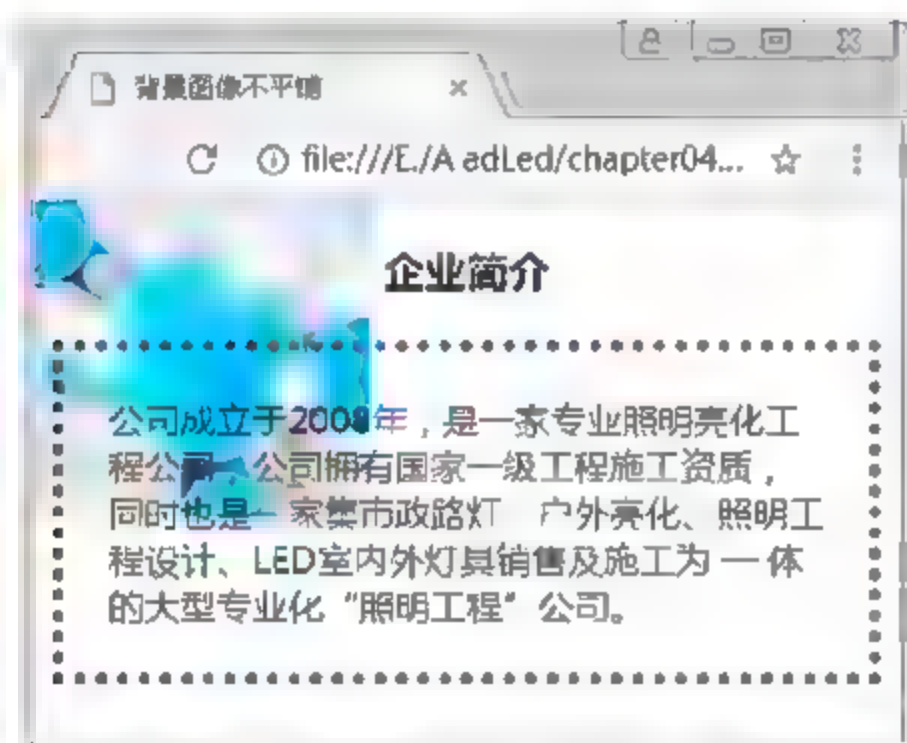 背景图像不平铺
file:///E:/A adLed/chapter04...
企业简介
公司成立于2008年，是一家专业照明亮化工
程公司，公司拥有国家一级工程施工资质，
同时也是一家集市政路灯 户外亮化、照明工
程设计、LED室内外灯具销售及施工为一体
的大型专业化“照明工程”公司。